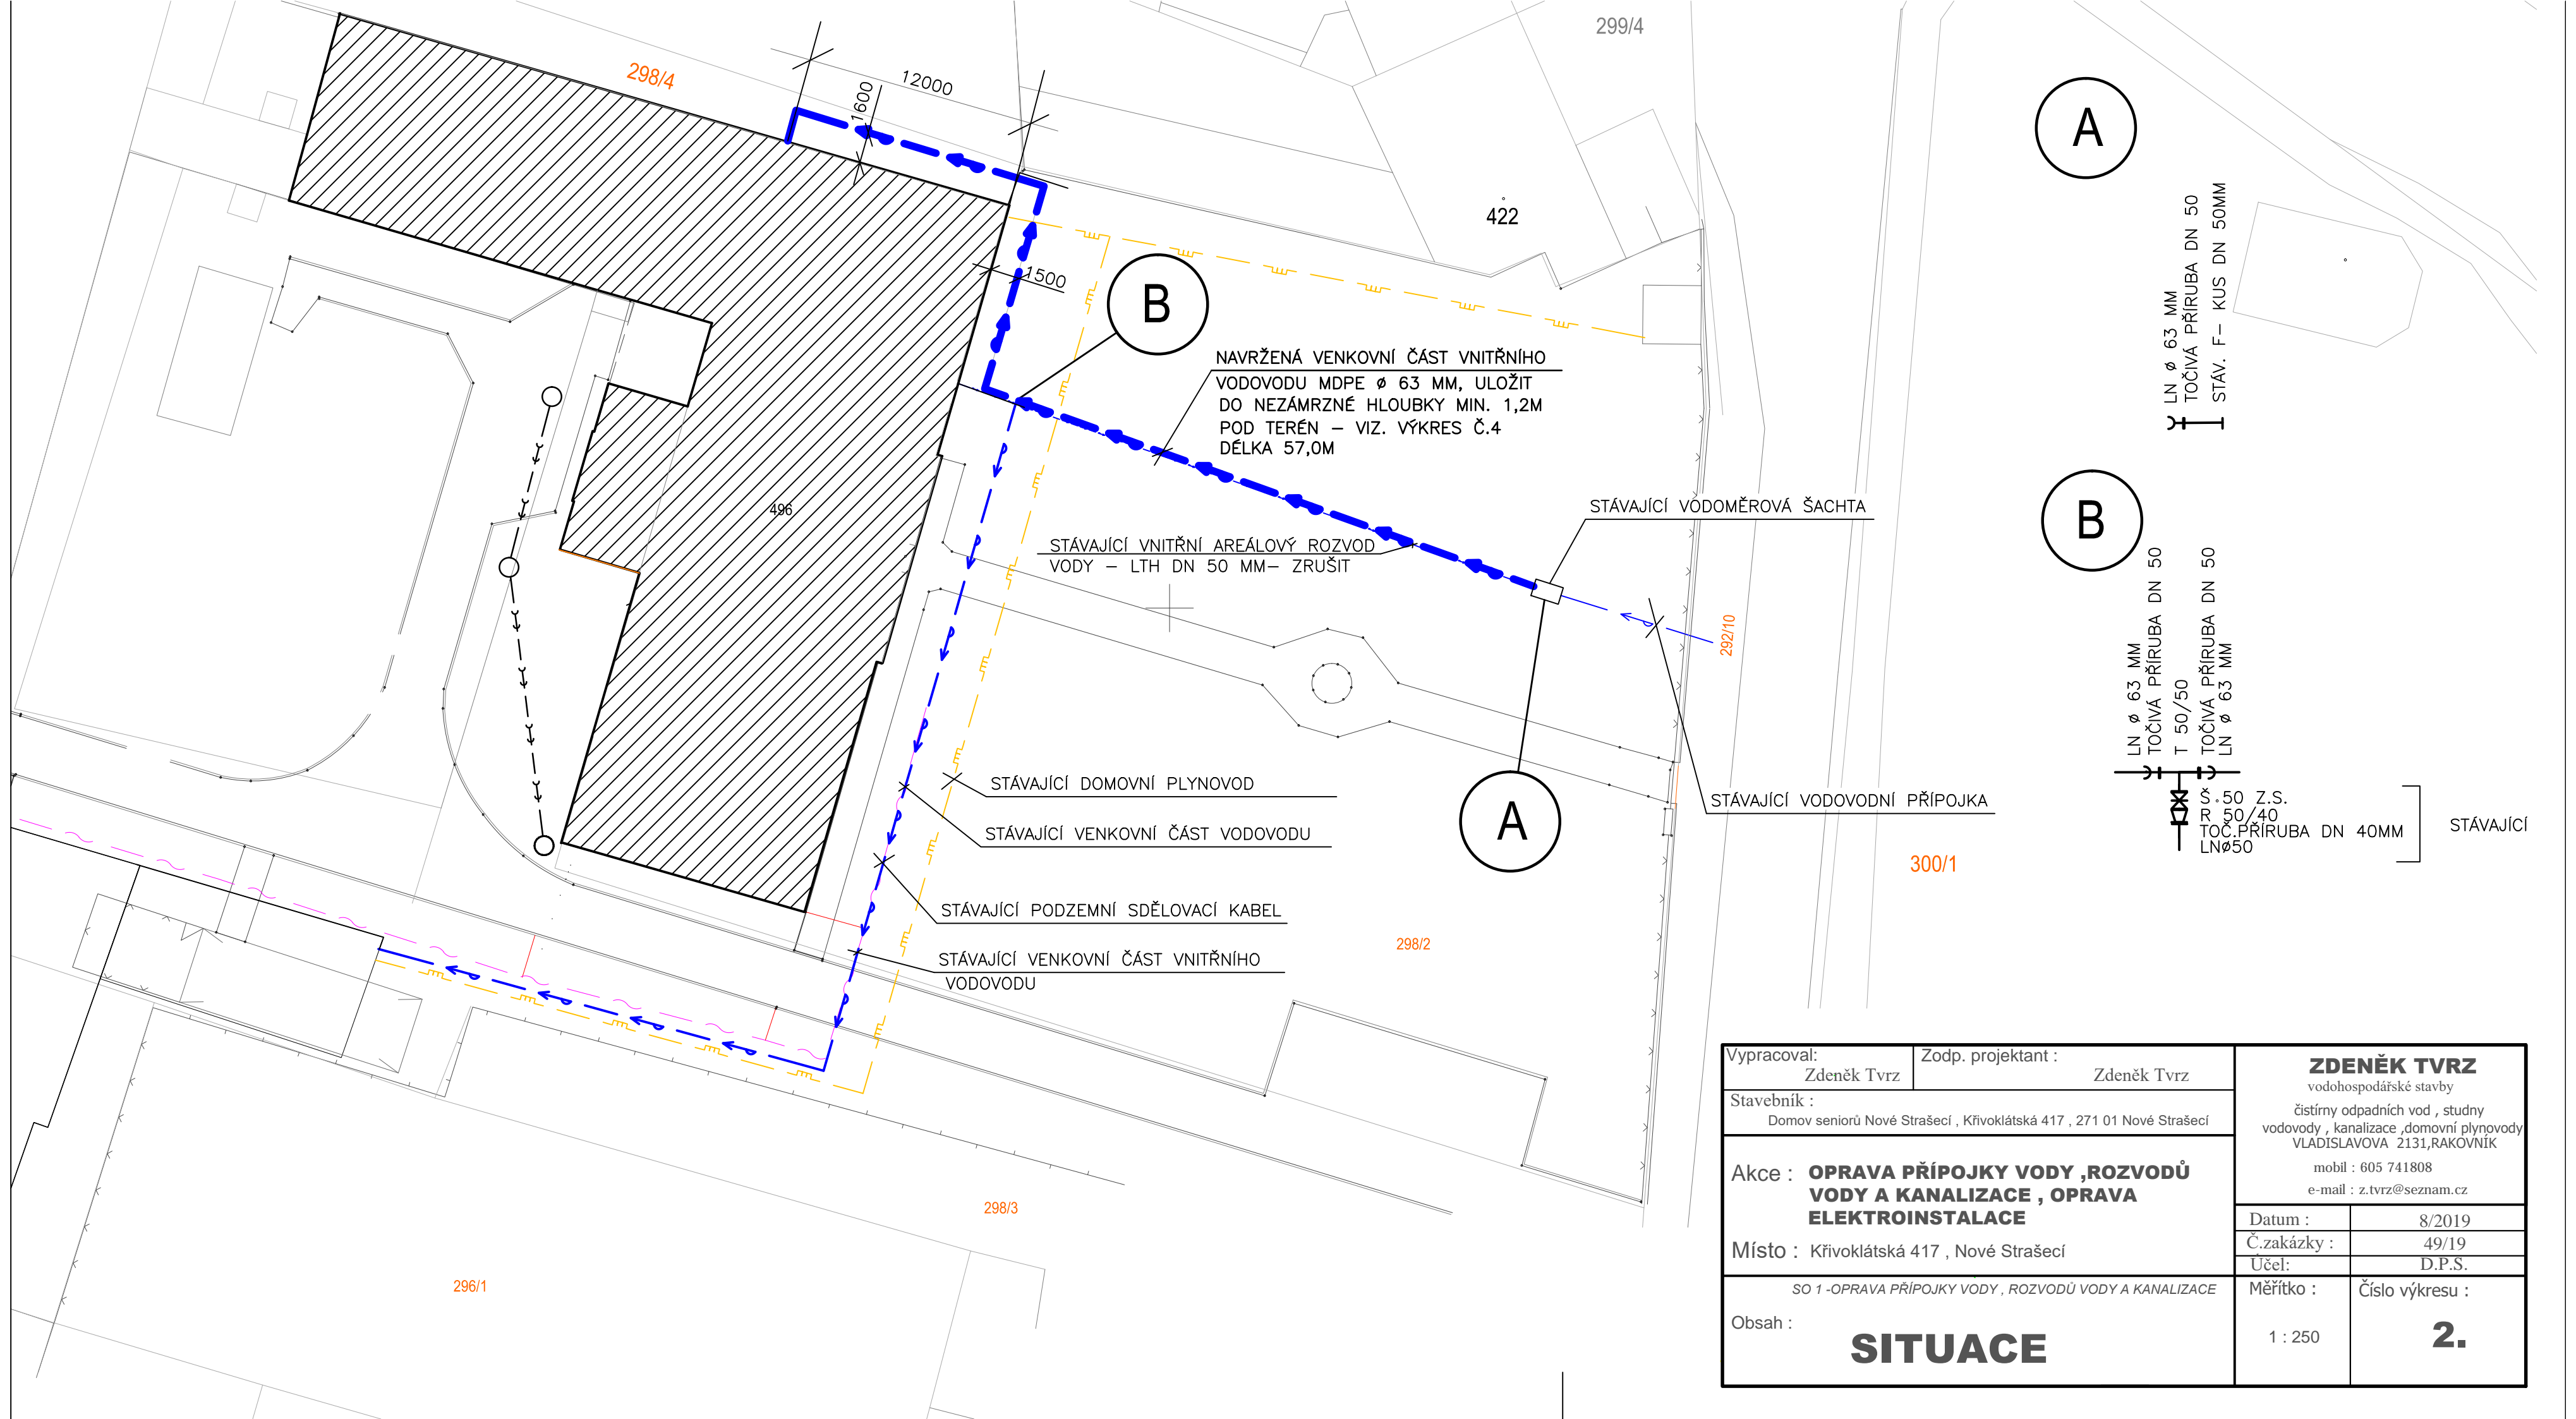 299/4
298/4
12000
1600
A
LN ø 63 MM
TOČIVÁ PŘÍRUBA DN 50
STÁV. F– KUS DN 50MM
422
1500
B
NAVRŽENÁ VENKOVNÍ ČÁST VNITŘNÍHO
VODOVODU MDPE ø 63 MM, ULOŽIT
DO NEZÁMRZNÉ HLOUBKY MIN. 1,2M
POD TERÉN – VIZ. VÝKRES Č.4
DÉLKA 57,0M
496
STÁVAJÍCÍ VODOMĚROVÁ ŠACHTA
STÁVAJÍCÍ VNITŘNÍ AREÁLOVÝ ROZVOD
VODY – LTH DN 50 MM– ZRUŠIT
B
LN ø 63 MM
TOČIVÁ PŘÍRUBA DN 50
T 50/50
TOČIVÁ PŘÍRUBA DN 50
LN ø 63 MM
Š.50 Z.S.
R 50/40
TOČ.PŘÍRUBA DN 40MM
LNø50
STÁVAJÍCÍ
292/10
STÁVAJÍCÍ DOMOVNÍ PLYNOVOD
STÁVAJÍCÍ VODOVODNÍ PŘÍPOJKA
A
STÁVAJÍCÍ VENKOVNÍ ČÁST VODOVODU
300/1
STÁVAJÍCÍ PODZEMNÍ SDĚLOVACÍ KABEL
298/2
STÁVAJÍCÍ VENKOVNÍ ČÁST VNITŘNÍHO
VODOVODU
298/3
296/1
Vypracoval:
Zdeněk Tvrz
Zodp. projektant :
Zdeněk Tvrz
Stavebník :
Domov seniorů Nové Strašecí , Křivoklátská 417 , 271 01 Nové Strašecí
Akce : OPRAVA PŘÍPOJKY VODY ,ROZVODŮ
VODY A KANALIZACE , OPRAVA
ELEKTROINSTALACE
Místo : Křivoklátská 417 , Nové Strašecí
SO 1 -OPRAVA PŘÍPOJKY VODY , ROZVODŮ VODY A KANALIZACE
Obsah :
SITUACE
ZDENĚK TVRZ
vodohospodářské stavby
čistírny odpadních vod , studny
vodovody , kanalizace ,domovní plynovody
VLADISLAVOVA 2131,RAKOVNÍK
mobil : 605 741808
e-mail : z.tvrz@seznam.cz
Datum : 8/2019
Č.zakázky : 49/19
Účel: D.P.S.
Měřítko :
1 : 250
Číslo výkresu :
2.